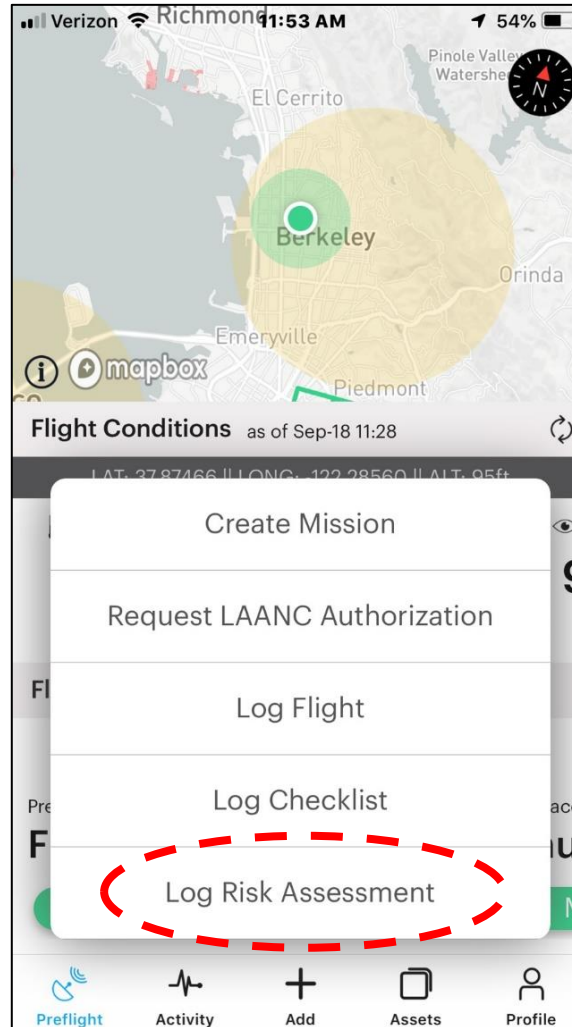 Verizon Richmond 11:53 AM 54%
Pinole Valley
N
El Cerrito
Berkeley
Orinda
Emeryville
i mapbox
Piedmont
Flight Conditions as of Sep-18 11:28
LAT: 37.87466 || LONG: -122.28560 || ALT: 95ft
Create Mission
Request LAANC Authorization
Log Flight
Log Checklist
Log Risk Assessment
Preflight Activity Add Assets Profile